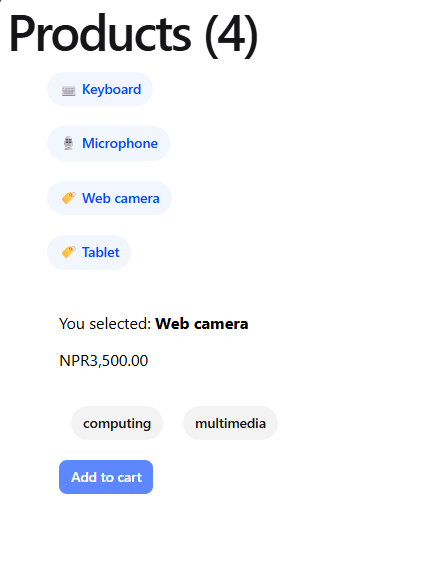 Products (4)
Keyboard
Microphone
Web camera
Tablet
You selected: Web camera
NPR3,500.00
computing multimedia
Add to cart